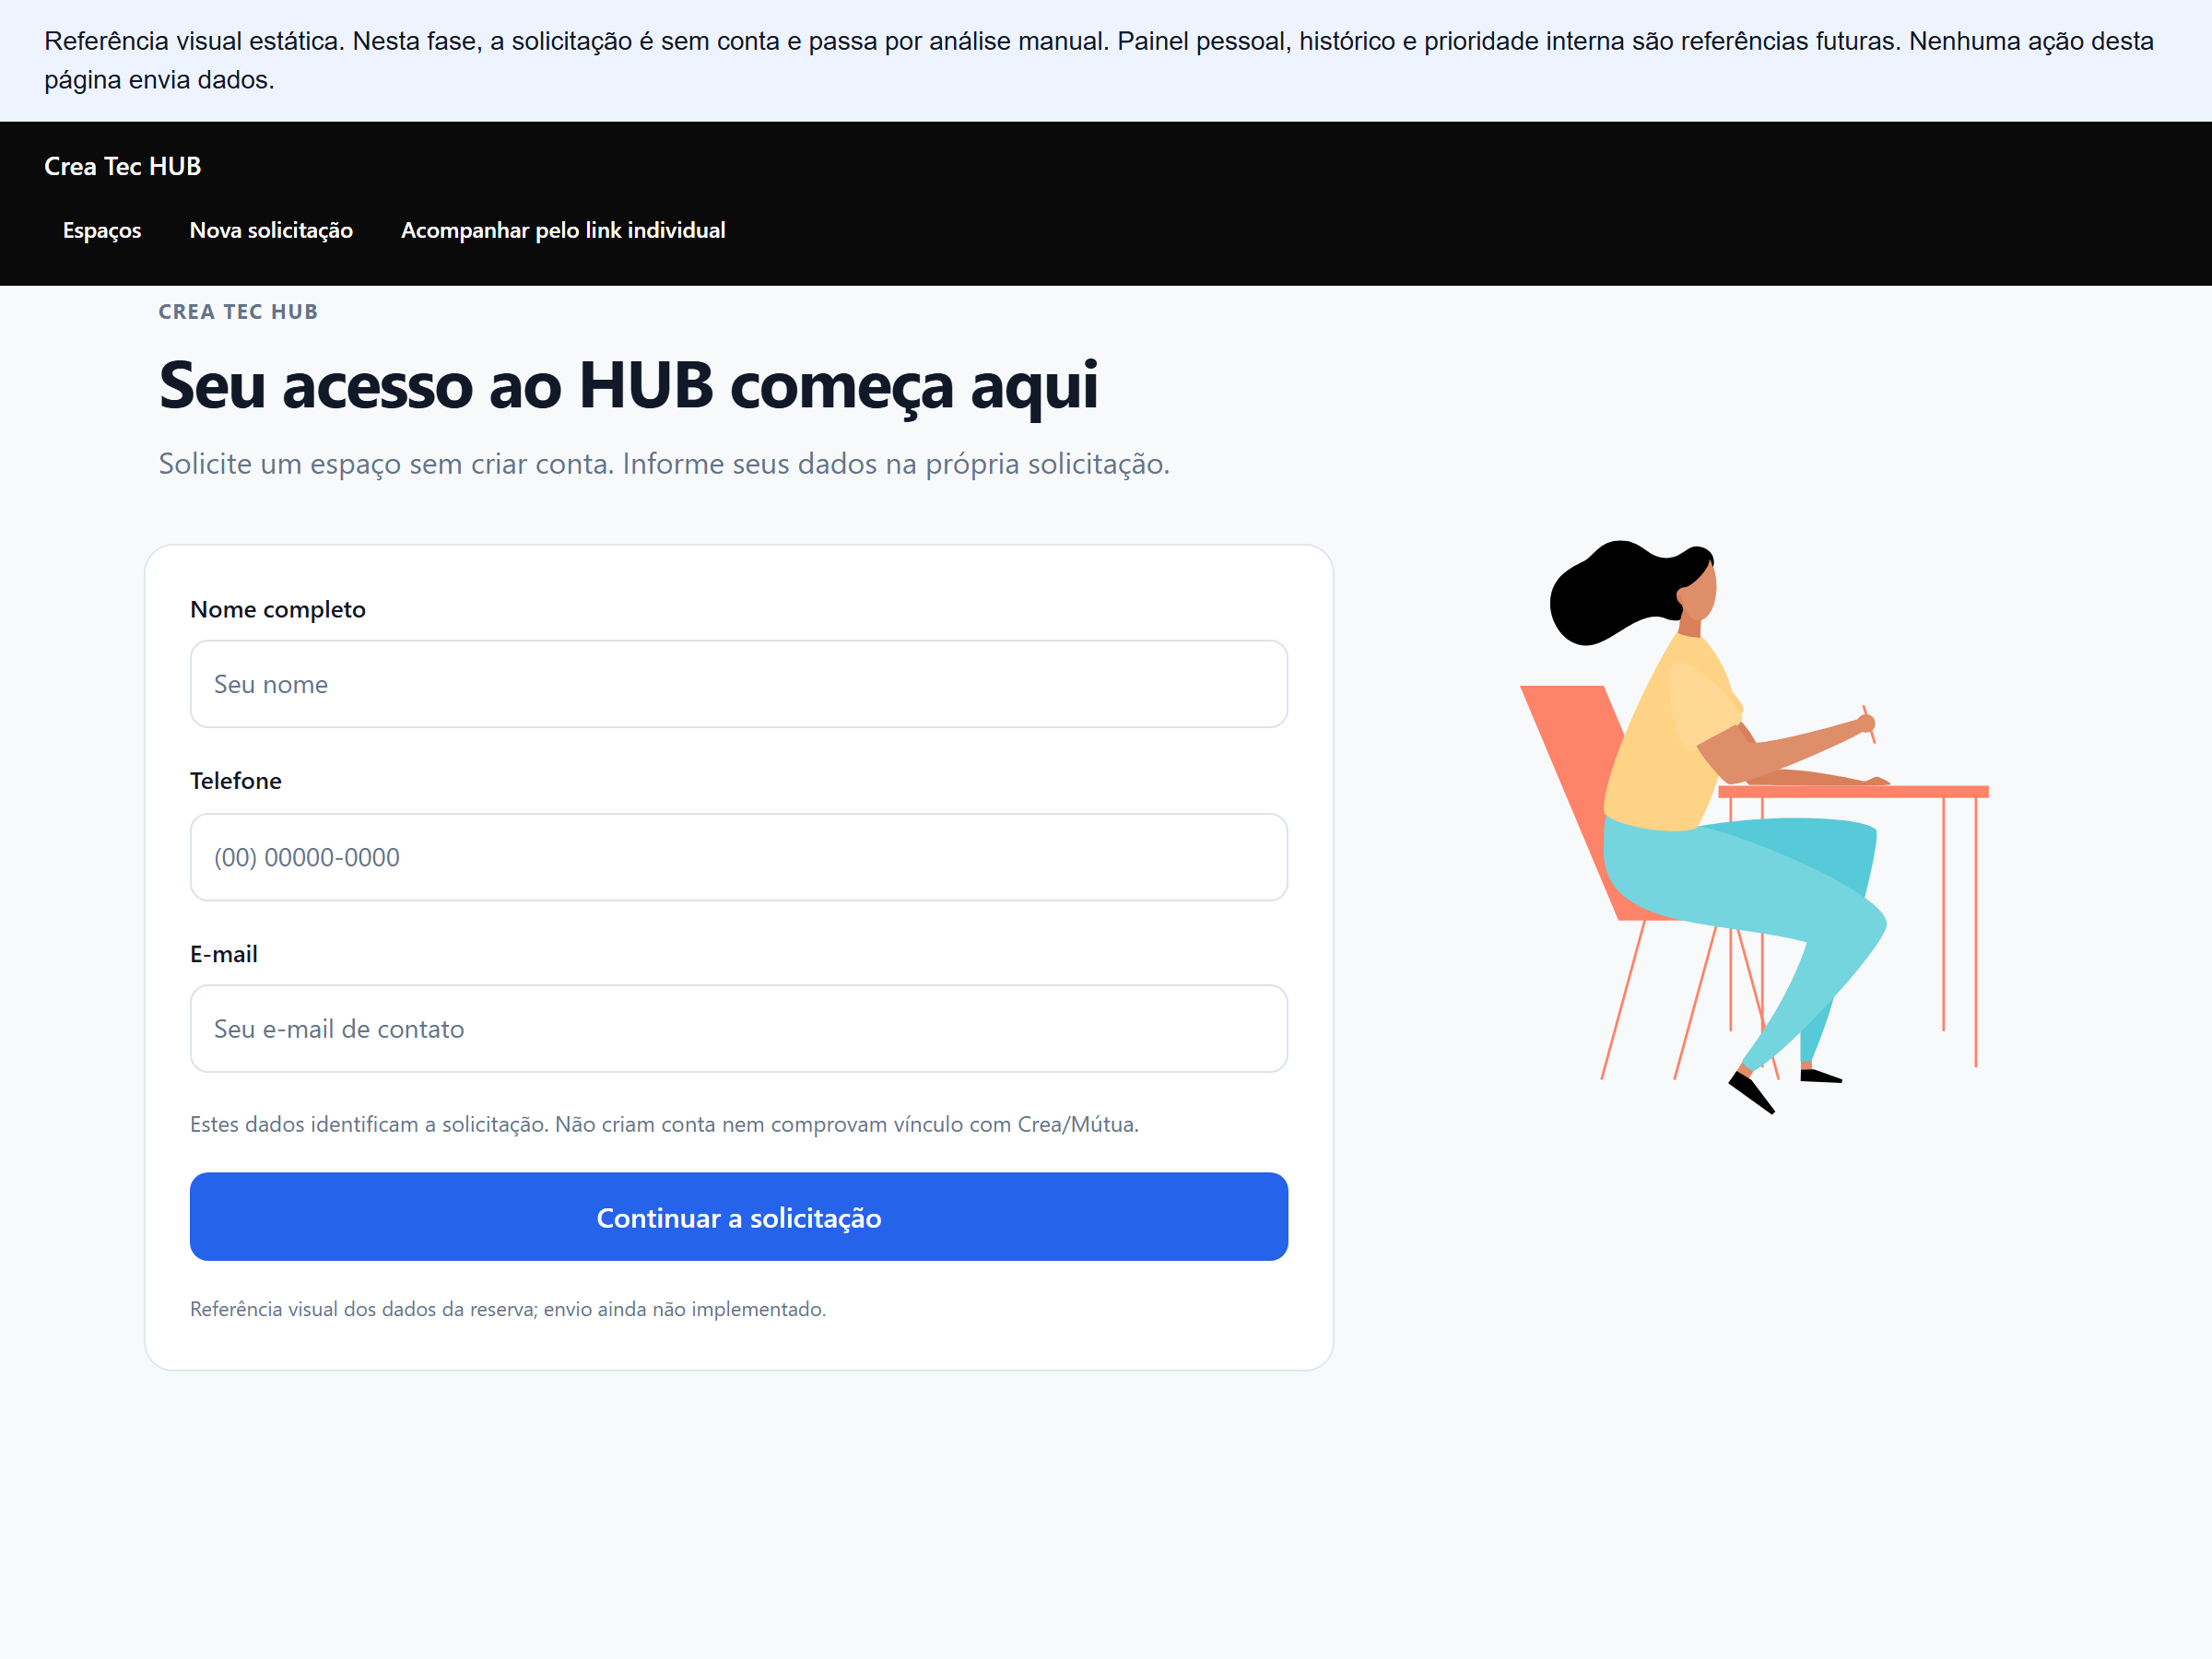 Referência visual estática. Nesta fase, a solicitação é sem conta e passa por análise manual. Painel pessoal, histórico e prioridade interna são referências futuras. Nenhuma ação desta
página envia dados.
Crea Tec HUB
Espaços Nova solicitação Acompanhar pelo link individual
CREA TEC HUB
Seu acesso ao HUB começa aqui
Solicite um espaço sem criar conta. Informe seus dados na própria solicitação.
Nome completo
Seu nome
Telefone
(00) 00000-0000
E-mail
Seu e-mail de contato
Estes dados identificam a solicitação. Não criam conta nem comprovam vínculo com Crea/Mútua.
Continuar a solicitação
Referência visual dos dados da reserva; envio ainda não implementado.